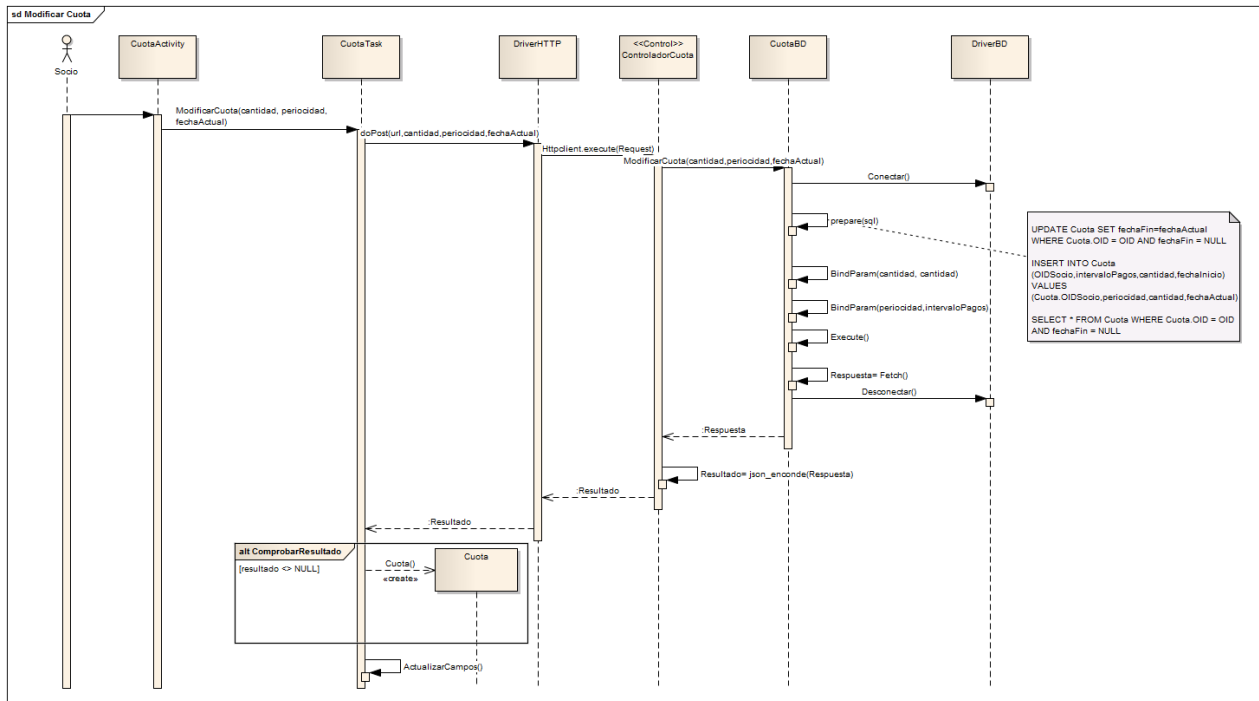 sd Modificar Cuota
Socio
CuotaActivity
CuotaTask
DriverHTTP
<<Control>>
ControladorCuota
CuotaBD
DriverBD
ModificarCuota(cantidad, periocidad,
fechaActual)
doPost(url,cantidad,periocidad,fechaActual)
Httpclient.execute(Request)
ModificarCuota(cantidad,periocidad,fechaActual)
Conectar()
prepare(sql)
UPDATE Cuota SET fechaFin=fechaActual
WHERE Cuota.OID = OID AND fechaFin = NULL
INSERT INTO Cuota
(OIDSocio,intervaloPagos,cantidad,fechaInicio)
VALUES
(Cuota.OIDSocio,periocidad,cantidad,fechaActual)
SELECT * FROM Cuota WHERE Cuota.OID = OID
AND fechaFin = NULL
BindParam(cantidad, cantidad)
BindParam(periocidad,intervaloPagos)
Execute()
Respuesta= Fetch()
Desconectar()
:Respuesta
Resultado= json_enconde(Respuesta)
:Resultado
:Resultado
alt ComprobarResultado
[resultado <> NULL]
Cuota()
«create»
Cuota
ActualizarCampos()